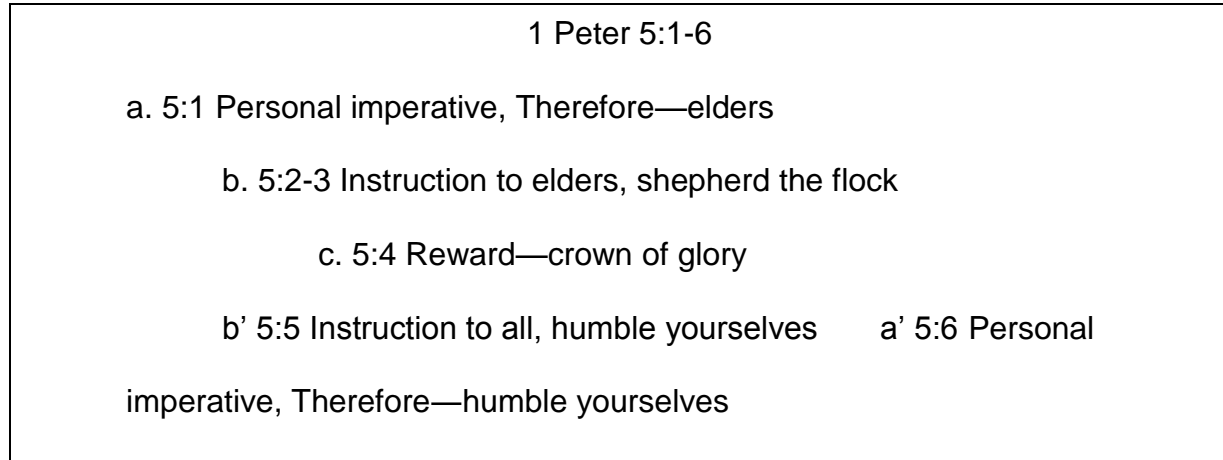 1 Peter 5:1-6
a. 5:1 Personal imperative, Therefore—elders
b. 5:2-3 Instruction to elders, shepherd the flock
c. 5:4 Reward—crown of glory
b’ 5:5 Instruction to all, humble yourselves a’ 5:6 Personal
imperative, Therefore—humble yourselves